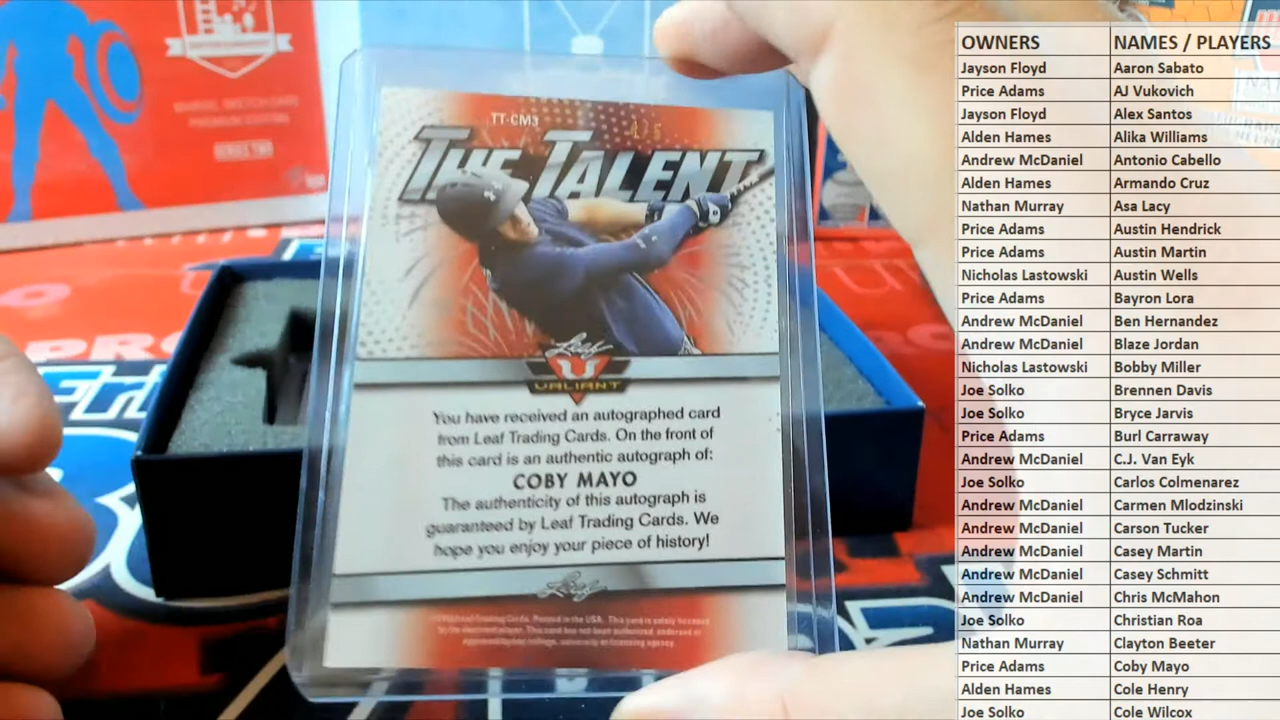 TT-CM3
4/5
THE TALENT
Leaf
VALIANT
You have received an autographed card
from Leaf Trading Cards. On the front of
this card is an authentic autograph of:
COBY MAYO
The authenticity of this autograph is
guaranteed by Leaf Trading Cards. We
hope you enjoy your piece of history!
Leaf
OWNERS NAMES / PLAYERS
Jayson Floyd Aaron Sabato
Price Adams AJ Vukovich
Jayson Floyd Alex Santos
Alden Hames Alika Williams
Andrew McDaniel Antonio Cabello
Alden Hames Armando Cruz
Nathan Murray Asa Lacy
Price Adams Austin Hendrick
Price Adams Austin Martin
Nicholas Lastowski Austin Wells
Price Adams Bayron Lora
Andrew McDaniel Ben Hernandez
Andrew McDaniel Blaze Jordan
Nicholas Lastowski Bobby Miller
Joe Solko Brennen Davis
Joe Solko Bryce Jarvis
Price Adams Burl Carraway
Andrew McDaniel C.J. Van Eyk
Joe Solko Carlos Colmenarez
Andrew McDaniel Carmen Mlodzinski
Andrew McDaniel Carson Tucker
Andrew McDaniel Casey Martin
Andrew McDaniel Casey Schmitt
Andrew McDaniel Chris McMahon
Joe Solko Christian Roa
Nathan Murray Clayton Beeter
Price Adams Coby Mayo
Alden Hames Cole Henry
Joe Solko Cole Wilcox